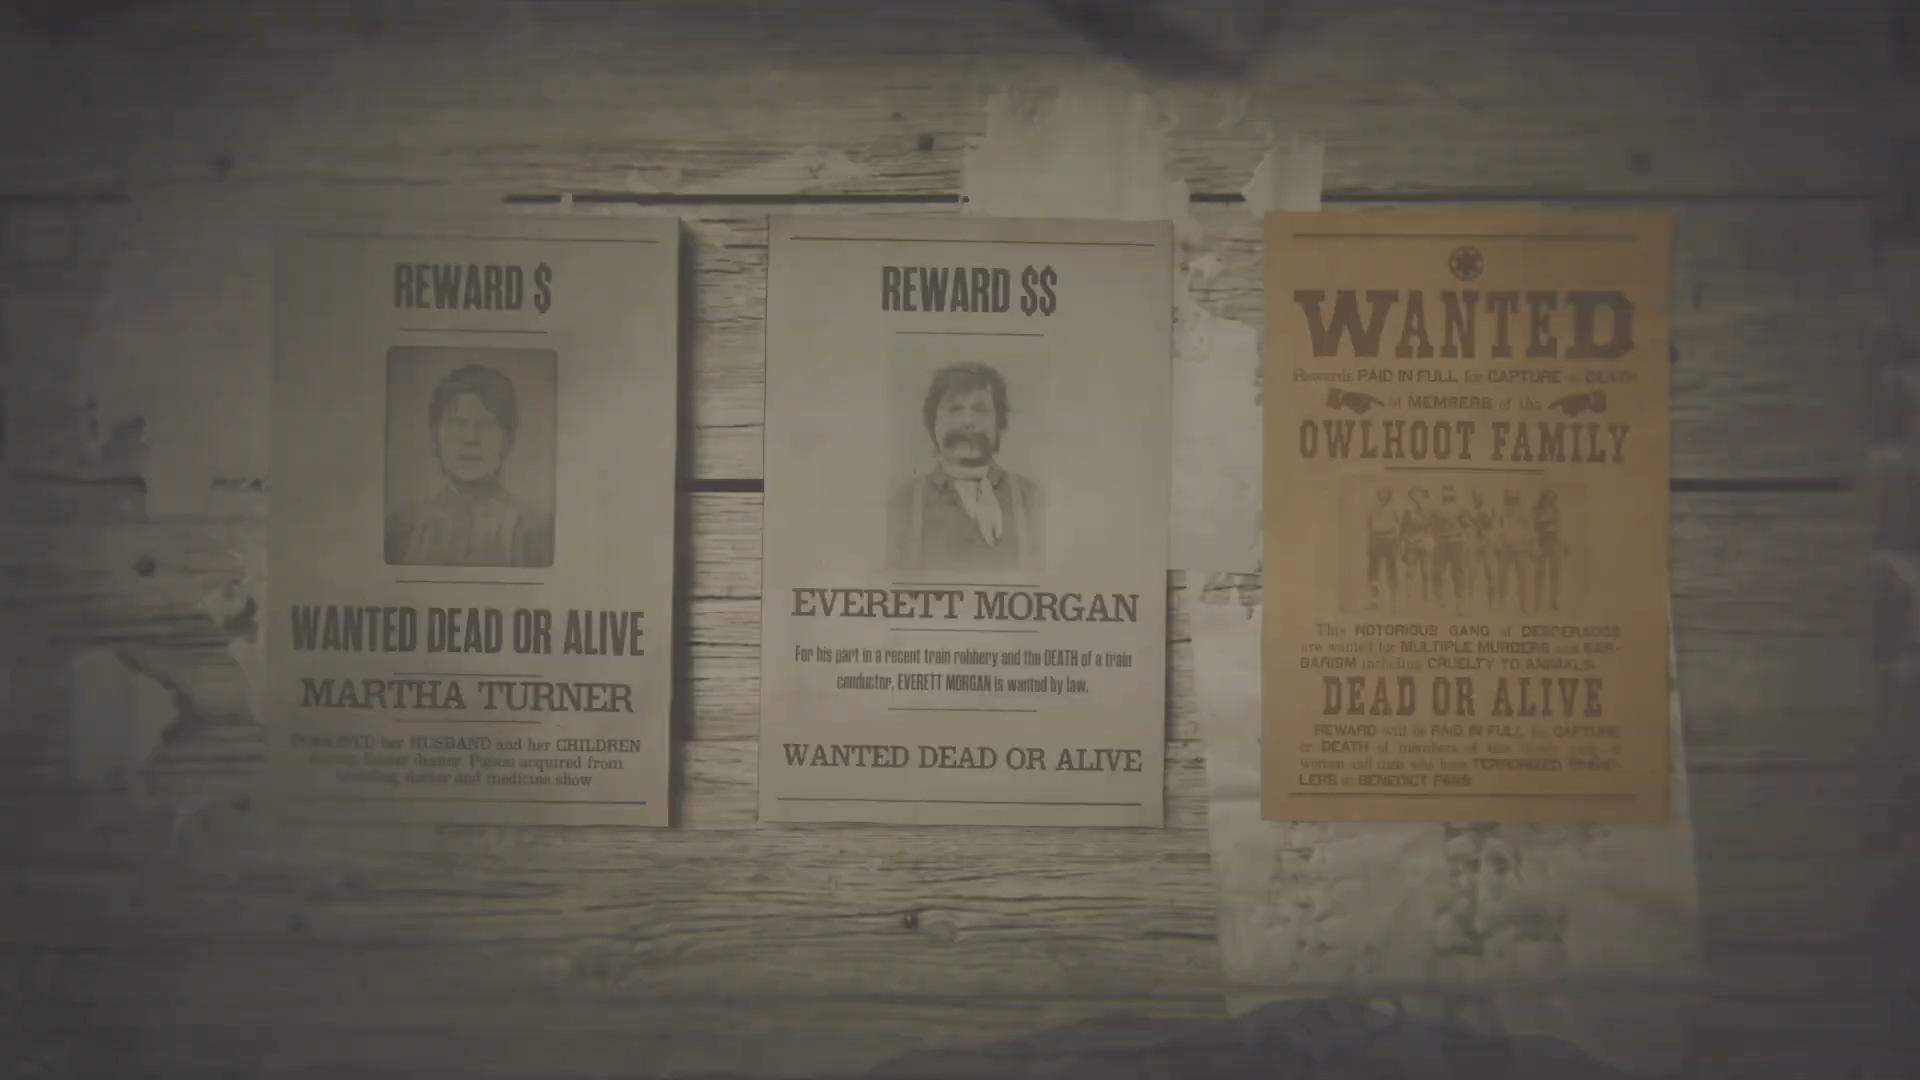 REWARD $
WANTED DEAD OR ALIVE
MARTHA TURNER
POISONED her HUSBAND and her CHILDREN
during Easter dinner. Poison acquired from
traveling doctor and medicine show
REWARD $$
EVERETT MORGAN
For his part in a recent train robbery and the DEATH of a train
conductor, EVERETT MORGAN is wanted by law.
WANTED DEAD OR ALIVE
WANTED
Rewards PAID IN FULL for CAPTURE or DEATH
of MEMBERS of the
OWLHOOT FAMILY
This NOTORIOUS GANG of DESPERADOS
are wanted for MULTIPLE MURDERS and BAR-
BARISM including CRUELTY TO ANIMALS.
DEAD OR ALIVE
REWARD will be PAID IN FULL for CAPTURE
or DEATH of members of this gang of
women and men who have TERRORIZED TRAVEL-
LERS at BENEDICT PASS